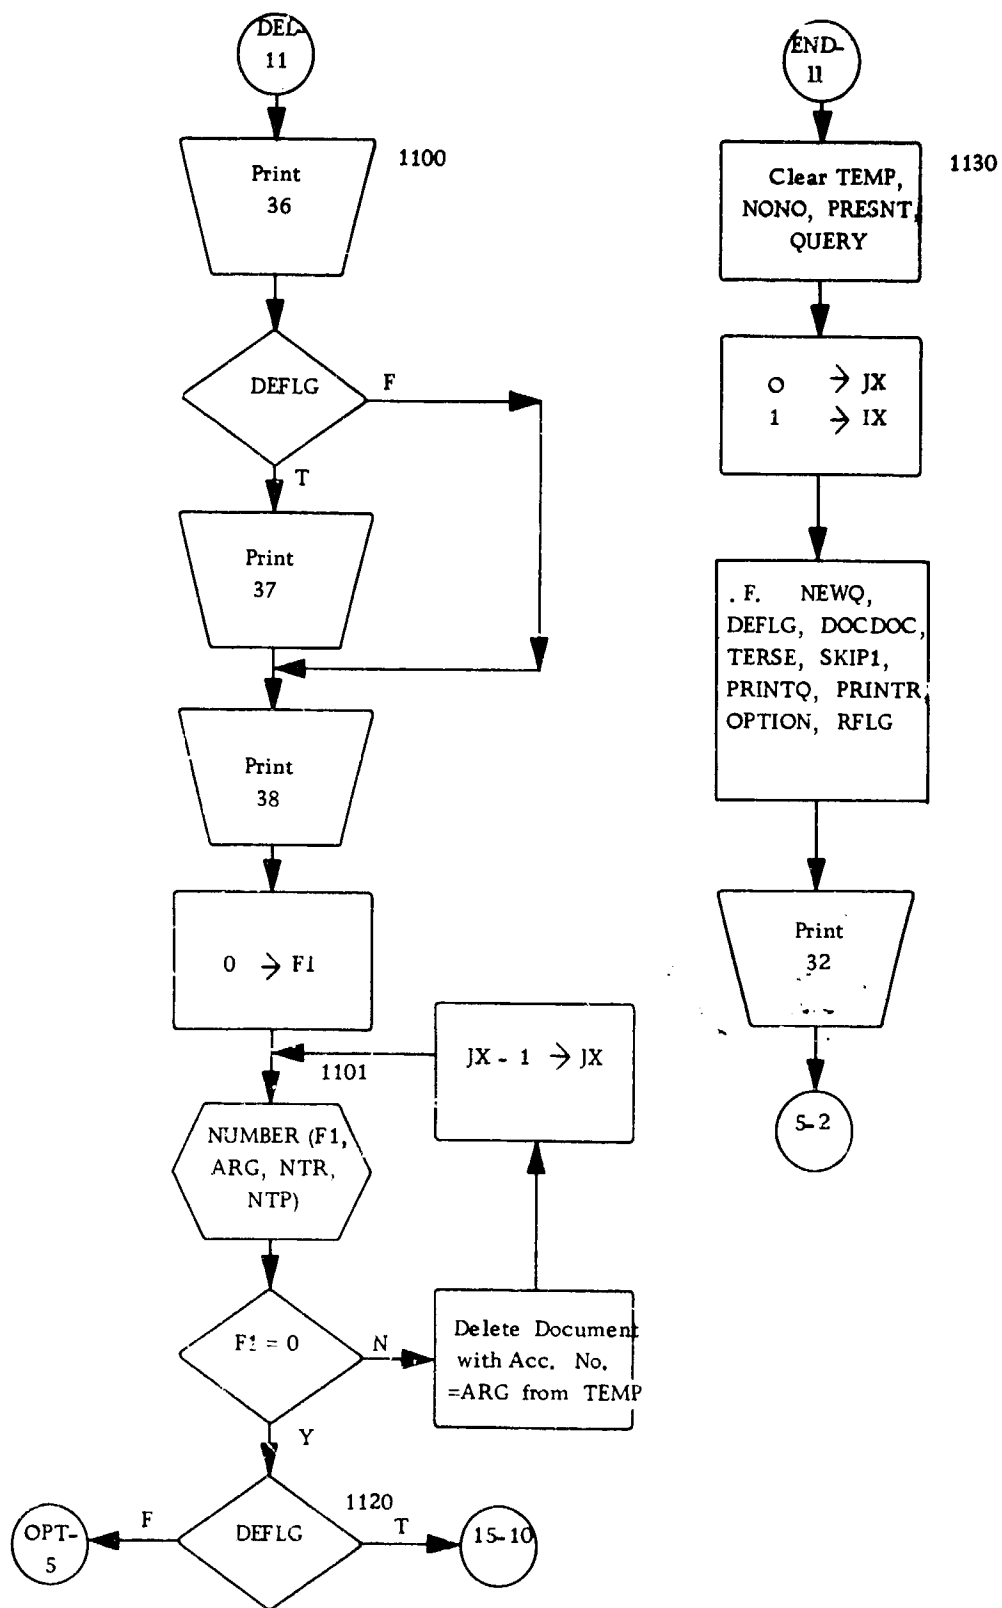 DEL-
11
1100
Print
36
DEFLG
F
T
Print
37
Print
38
0 → F1
1101
NUMBER (F1,
ARG, NTR,
NTP)
JX - 1 → JX
F1 = 0
N
Delete Document
with Acc. No.
=ARG from TEMP
Y
1120
DEFLG
F
OPT-
5
T
15-10
END-
11
1130
Clear TEMP,
NONO, PRESNT,
QUERY
0 → JX
1 → IX
.F. NEWQ,
DEFLG, DOCDOC,
TERSE, SKIP1,
PRINTQ, PRINTR,
OPTION, RFLG
Print
32
5-2